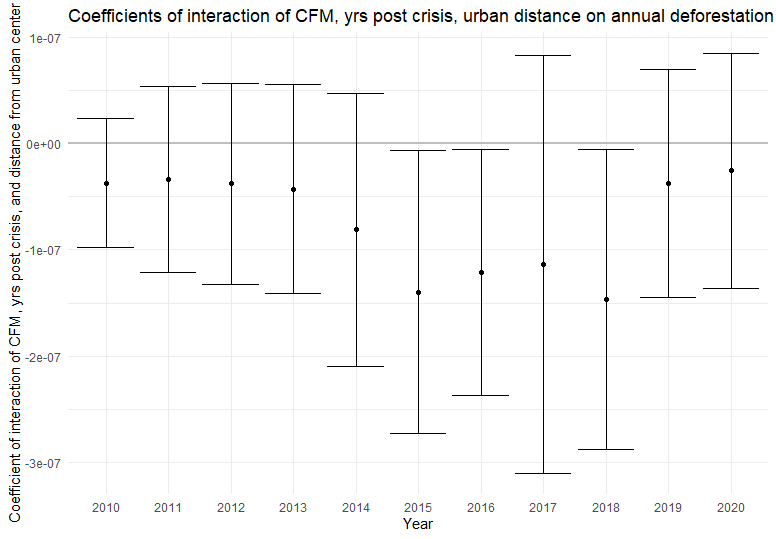 Coefficients of interaction of CFM, yrs post crisis, urban distance on annual deforestation
Coefficient of interaction of CFM, yrs post crisis, and distance from urban center
1e-07
0e+00
-1e-07
-2e-07
-3e-07
2010 2011 2012 2013 2014 2015 2016 2017 2018 2019 2020
Year